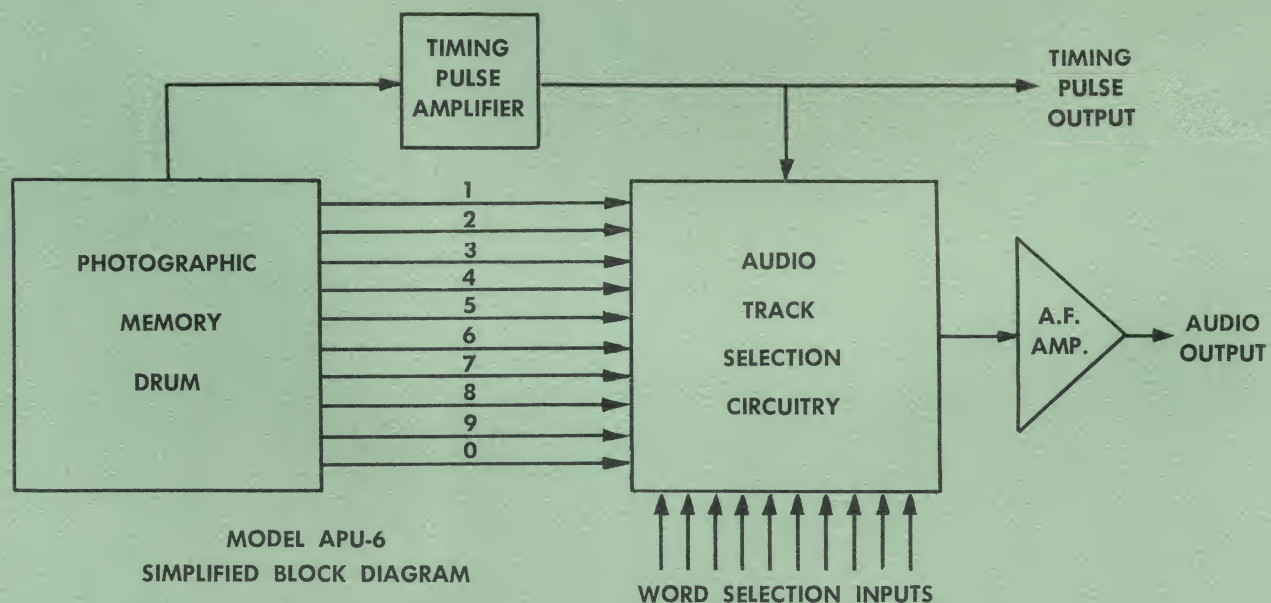 TIMING
PULSE
AMPLIFIER
TIMING
PULSE
OUTPUT
PHOTOGRAPHIC
MEMORY
DRUM
1
2
3
4
5
6
7
8
9
0
AUDIO
TRACK
SELECTION
CIRCUITRY
A.F.
AMP.
AUDIO
OUTPUT
MODEL APU-6
SIMPLIFIED BLOCK DIAGRAM
WORD SELECTION INPUTS